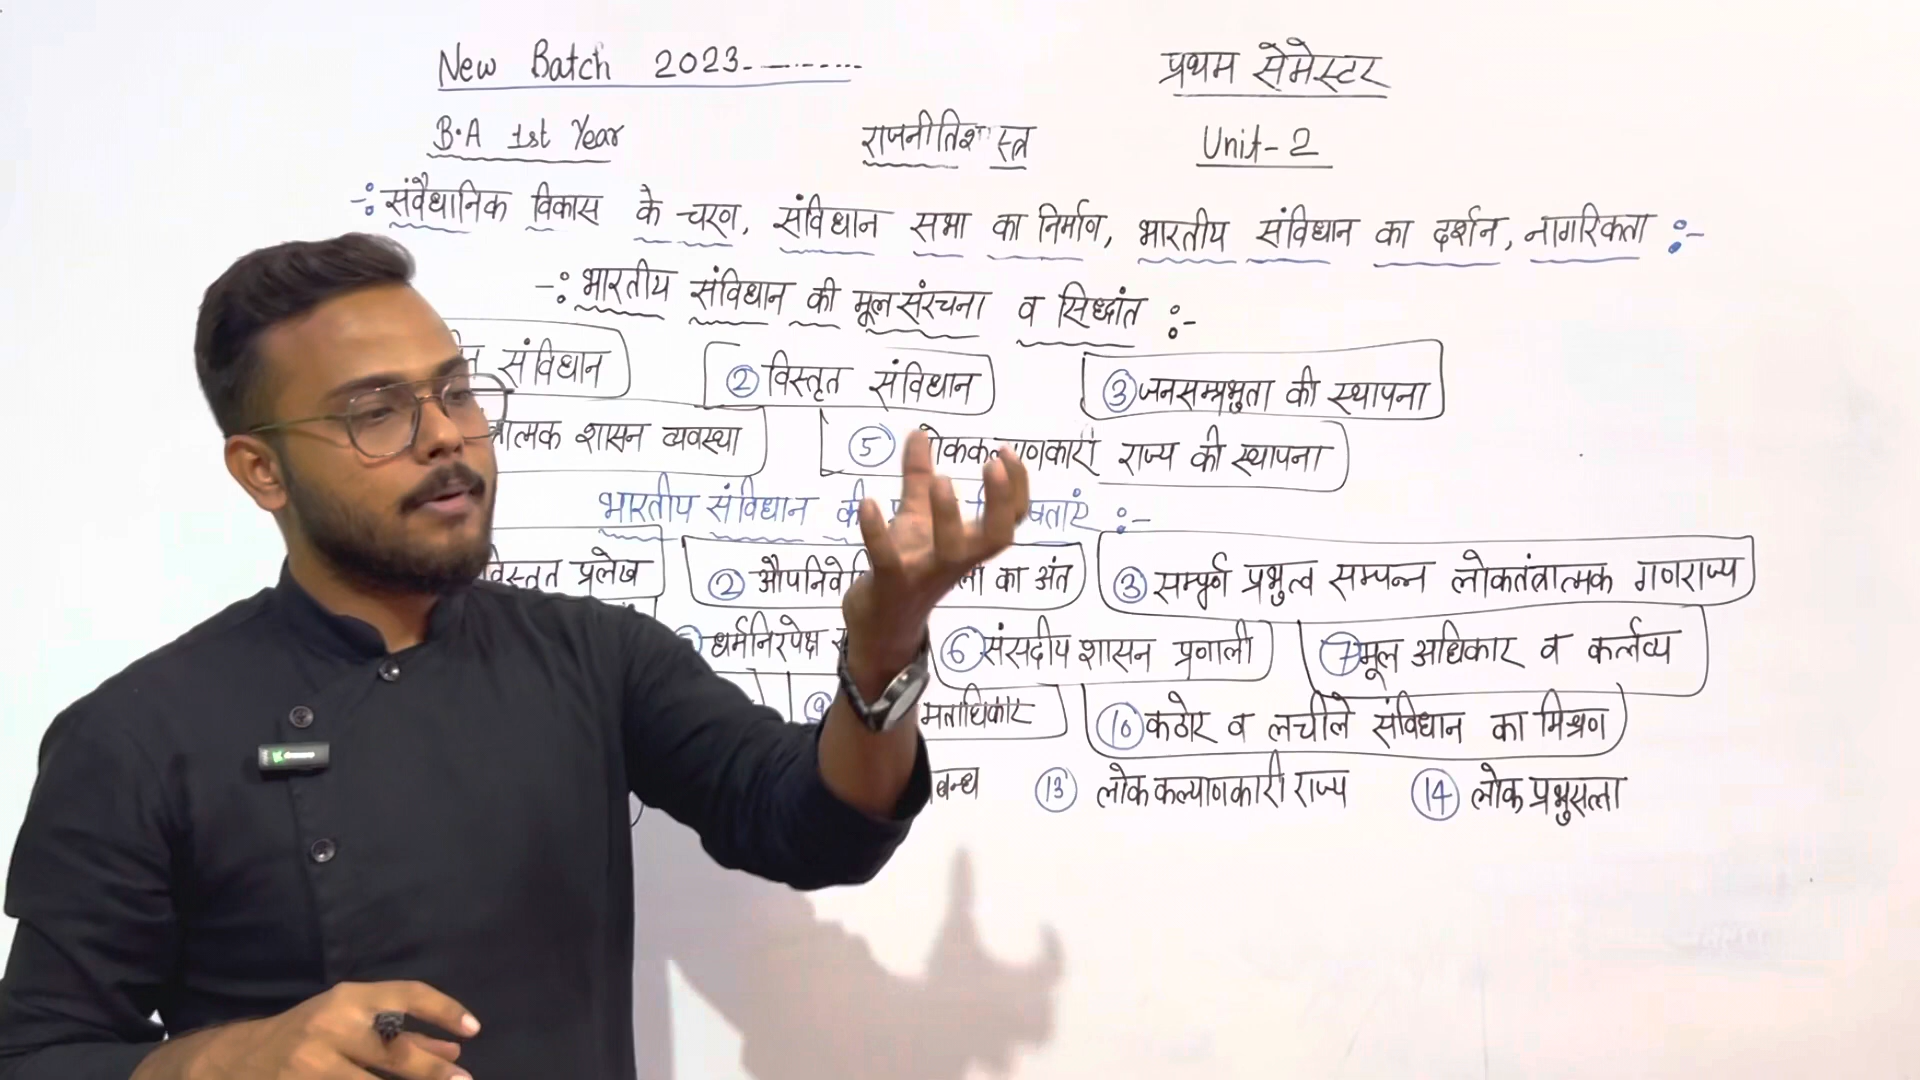 New Batch 2023----------- प्रथम सेमेस्टर
B.A 1st Year राजनीतिशास्त्र Unit-2
-: संवैधानिक विकास के चरण, संविधान सभा का निर्माण, भारतीय संविधान का दर्शन, नागरिकता :-
-: भारतीय संविधान की मूल संरचना व सिध्दांत :-
संविधान ② विस्तृत संविधान ③ जनसम्प्रभुता की स्थापना
शासन व्यवस्था ⑤ राज्य की स्थापना
भारतीय संविधान की :-
विस्तृत प्रलेख ② का अंत ③ सम्पूर्ण प्रभुत्व सम्पन्न लोकतंत्रात्मक गणराज्य
धर्मनिरपेक्ष ⑥ संसदीय शासन प्रणाली ⑦ मूल अधिकार व कर्तव्य
⑨ मताधिकार ⑩ कठोर व लचीले संविधान का मिश्रण
⑬ लोक कल्याणकारी राज्य ⑭ लोक प्रभुसत्ता